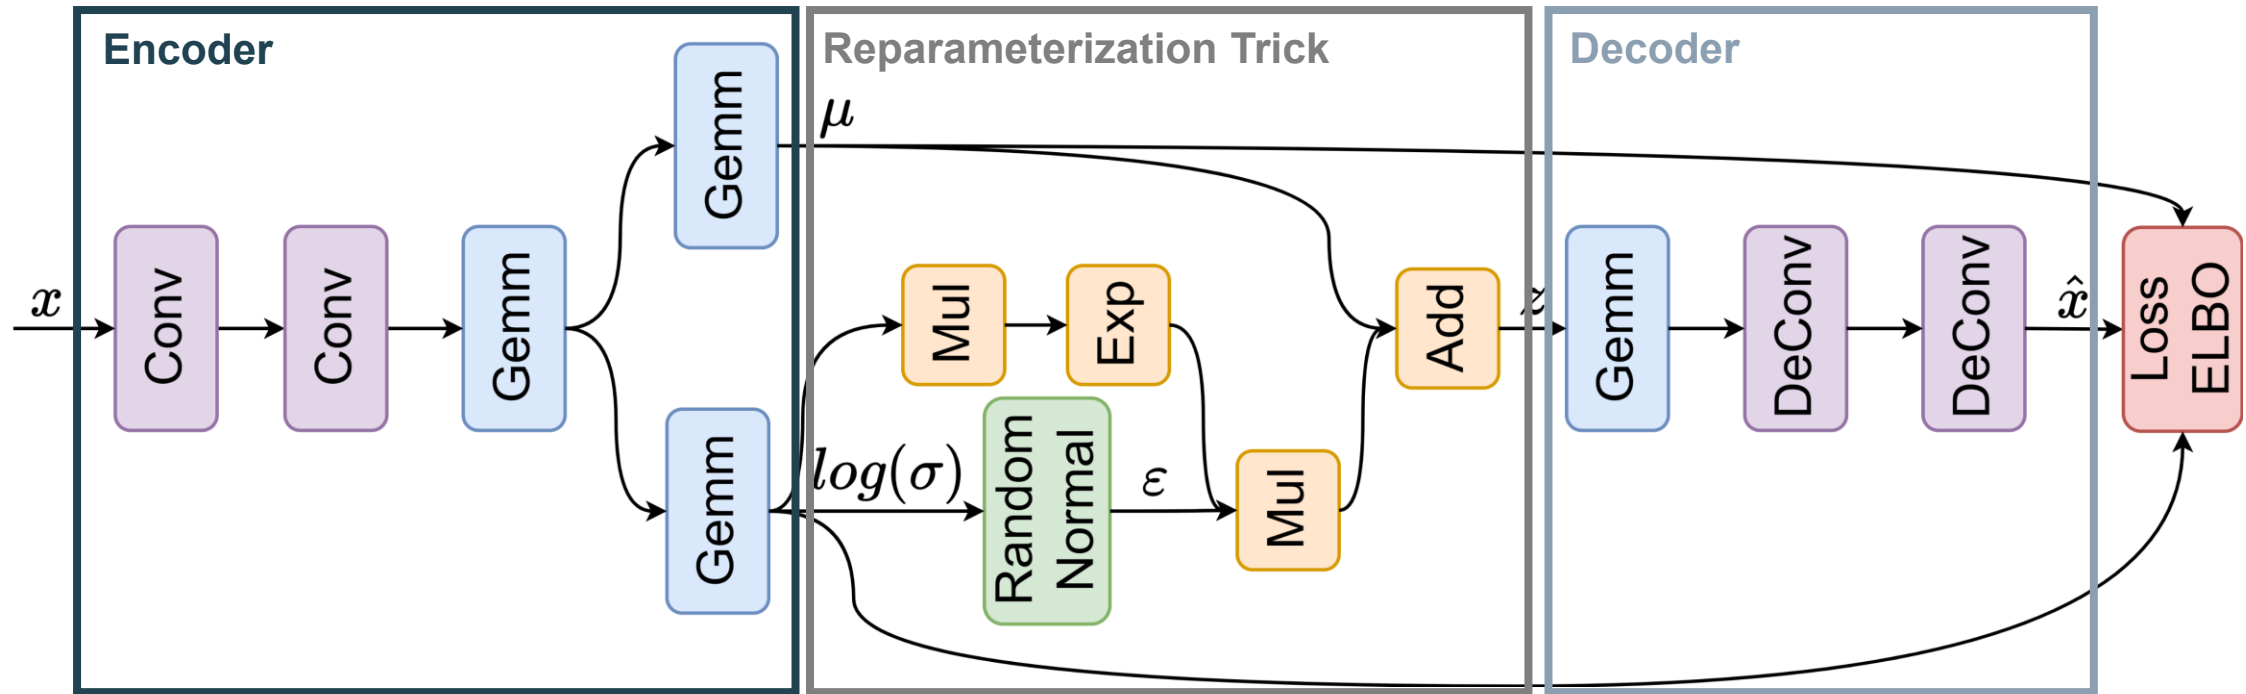 Encoder
Reparameterization Trick
Decoder
x
Conv
Conv
Gemm
Gemm
Gemm
μ
log(σ)
Mul
Exp
Random
Normal
ε
Mul
Add
z
Gemm
DeConv
DeConv
x̂
Loss
ELBO